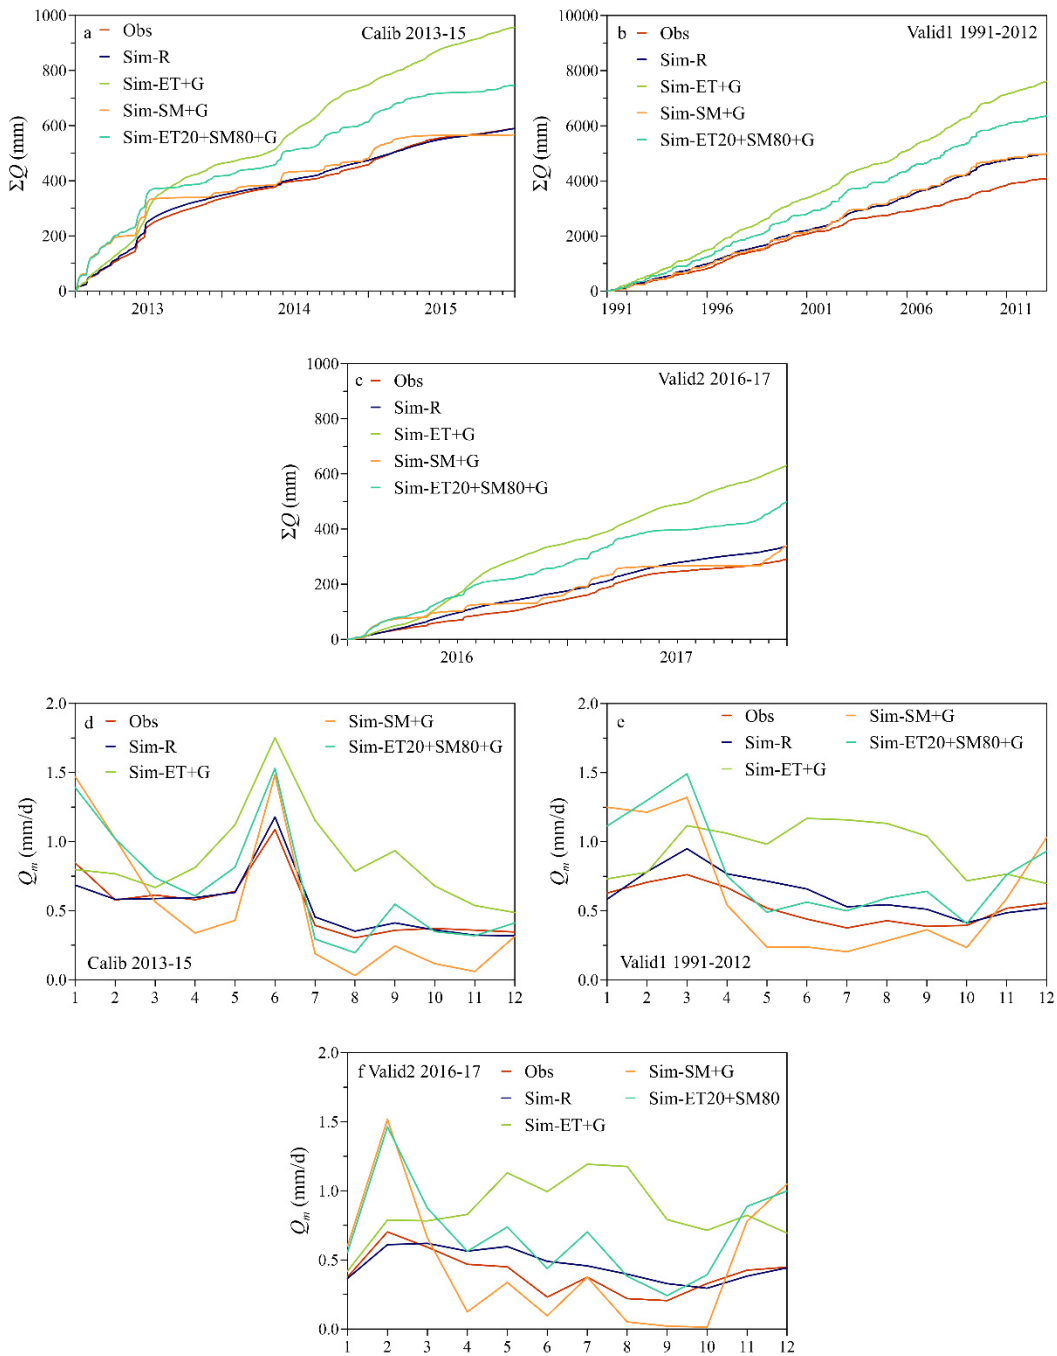 a
Calib 2013-15
Obs
Sim-R
Sim-ET+G
Sim-SM+G
Sim-ET20+SM80+G
ΣQ (mm)
1000
800
600
400
200
0
2013 2014 2015
b
Valid1 1991-2012
Obs
Sim-R
Sim-ET+G
Sim-SM+G
Sim-ET20+SM80+G
ΣQ (mm)
10000
8000
6000
4000
2000
0
1991 1996 2001 2006 2011
c
Valid2 2016-17
Obs
Sim-R
Sim-ET+G
Sim-SM+G
Sim-ET20+SM80+G
ΣQ (mm)
1000
800
600
400
200
0
2016 2017
d
Obs
Sim-R
Sim-ET+G
Sim-SM+G
Sim-ET20+SM80+G
Qm (mm/d)
2.0
1.5
1.0
0.5
0.0
Calib 2013-15
1 2 3 4 5 6 7 8 9 10 11 12
e
Obs
Sim-R
Sim-ET+G
Sim-SM+G
Sim-ET20+SM80+G
Qm (mm/d)
2.0
1.5
1.0
0.5
0.0
Valid1 1991-2012
1 2 3 4 5 6 7 8 9 10 11 12
f Valid2 2016-17
Obs
Sim-R
Sim-ET+G
Sim-SM+G
Sim-ET20+SM80
Qm (mm/d)
2.0
1.5
1.0
0.5
0.0
1 2 3 4 5 6 7 8 9 10 11 12